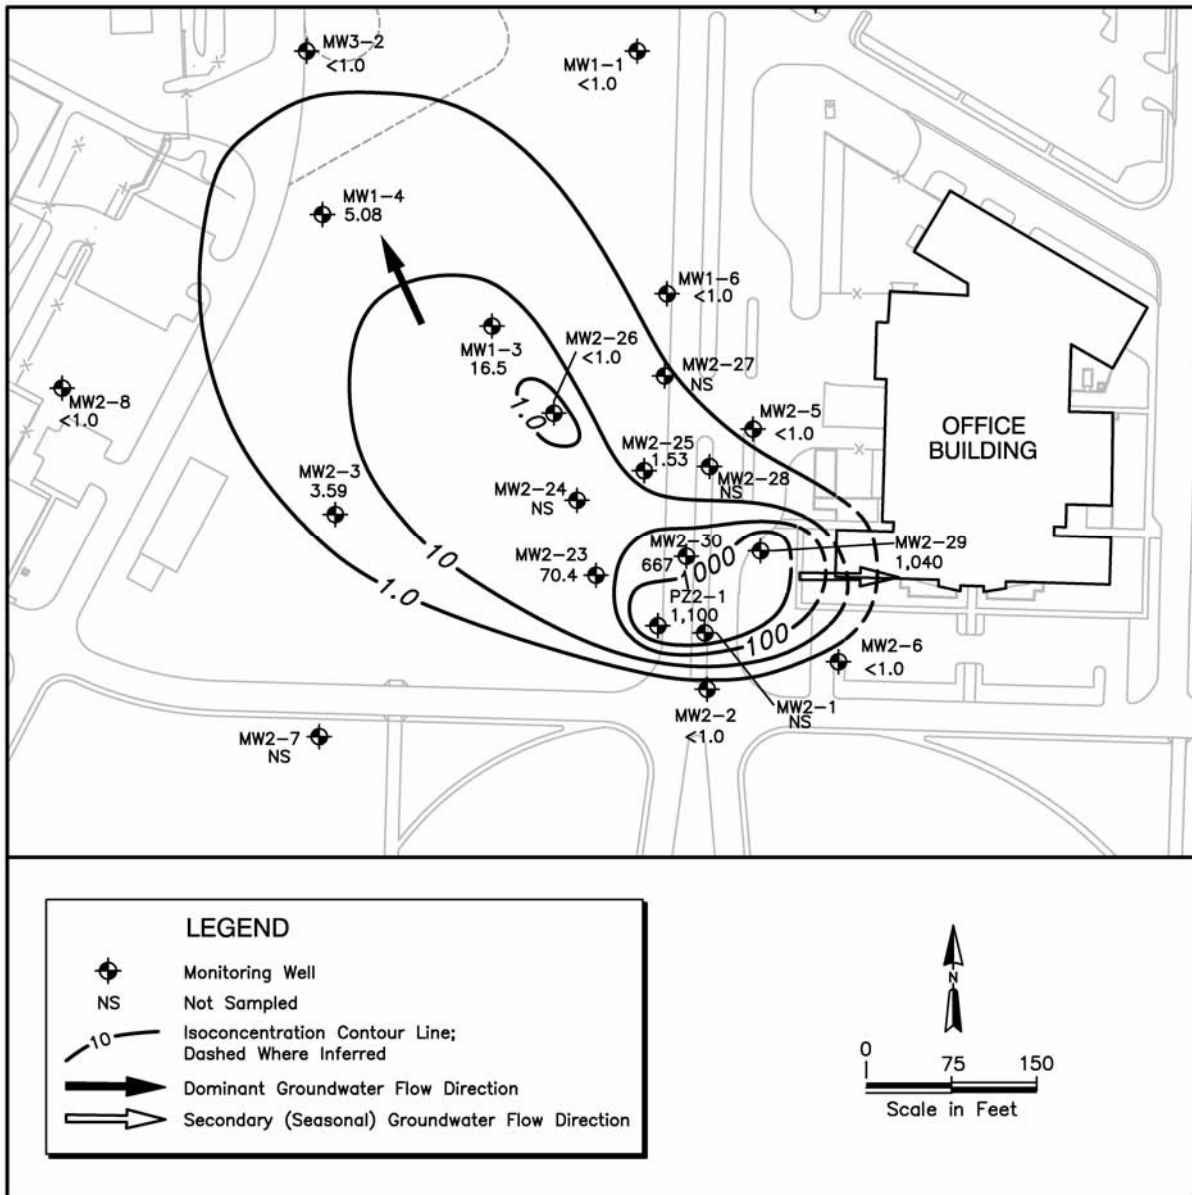 MW3-2
<1.0
MW1-1
<1.0
MW1-4
5.08
MW1-6
<1.0
MW1-3
16.5
MW2-26
<1.0
MW2-27
NS
MW2-8
<1.0
1.0
MW2-5
<1.0
OFFICE
BUILDING
MW2-25
1.53
MW2-28
NS
MW2-3
3.59
MW2-24
NS
10
MW2-30
667
1000
MW2-29
1,040
MW2-23
70.4
1.0
PZ2-1
1,100
100
MW2-6
<1.0
MW2-1
NS
MW2-2
<1.0
MW2-7
NS
LEGEND
Monitoring Well
NS Not Sampled
10 Isoconcentration Contour Line;
Dashed Where Inferred
Dominant Groundwater Flow Direction
Secondary (Seasonal) Groundwater Flow Direction
N
0 75 150
Scale in Feet